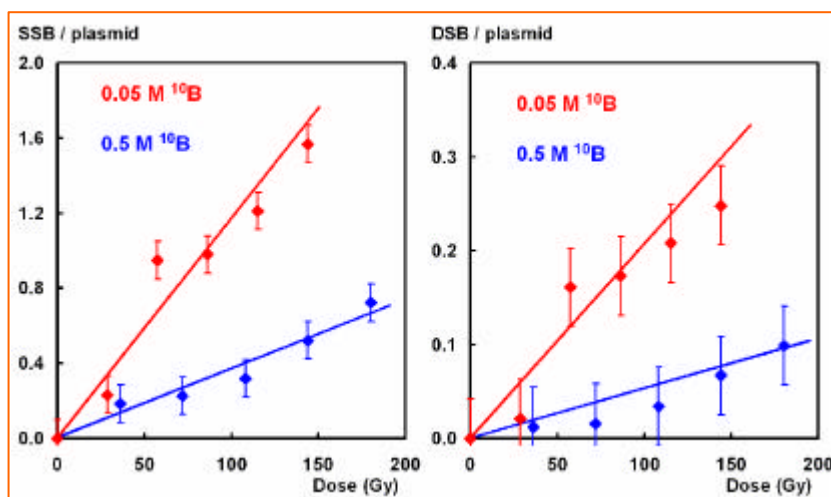 SSB / plasmid
2.0
1.6
1.2
0.8
0.4
0.0
0.05 M ¹⁰B
0.5 M ¹⁰B
0 50 100 150 200
Dose (Gy)
DSB / plasmid
0.4
0.3
0.2
0.1
0.0
0.05 M ¹⁰B
0.5 M ¹⁰B
0 50 100 150 200
Dose (Gy)